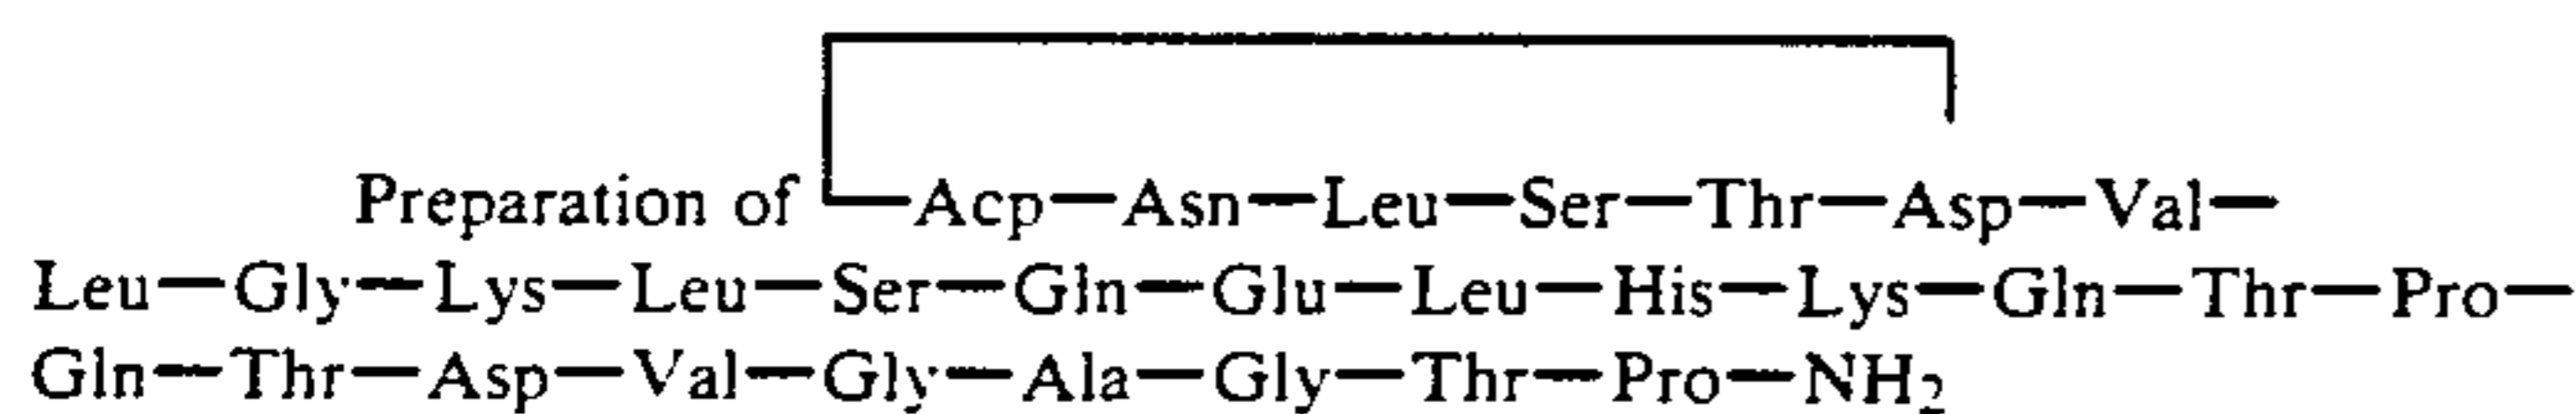 Preparation of Acp—Asn—Leu—Ser—Thr—Asp—Val—
Leu—Gly—Lys—Leu—Ser—Gln—Glu—Leu—His—Lys—Gln—Thr—Pro—
Gln—Thr—Asp—Val—Gly—Ala—Gly—Thr—Pro—NH₂